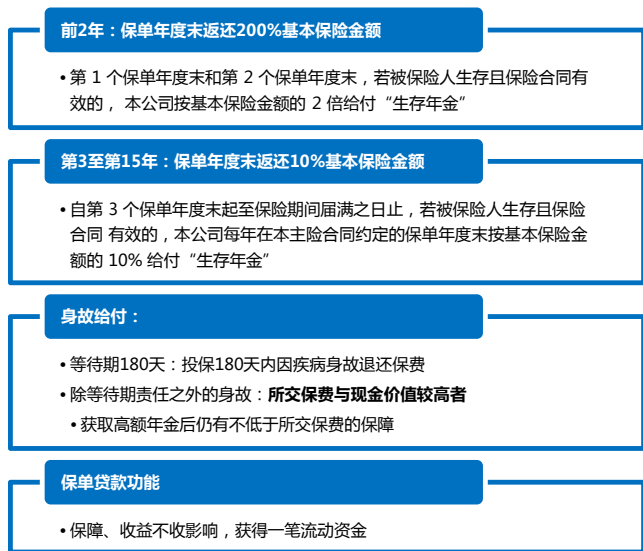 前2年：保单年度末返还200%基本保险金额
• 第 1 个保单年度末和第 2 个保单年度末，若被保险人生存且保险合同有
效的， 本公司按基本保险金额的 2 倍给付“生存年金”
第3至第15年：保单年度末返还10%基本保险金额
• 自第 3 个保单年度末起至保险期间届满之日止，若被保险人生存且保险
合同 有效的，本公司每年在本主险合同约定的保单年度末按基本保险金
额的 10% 给付“生存年金”
身故给付：
• 等待期180天：投保180天内因疾病身故退还保费
• 除等待期责任之外的身故：所交保费与现金价值较高者
• 获取高额年金后仍有不低于所交保费的保障
保单贷款功能
• 保障、收益不收影响，获得一笔流动资金